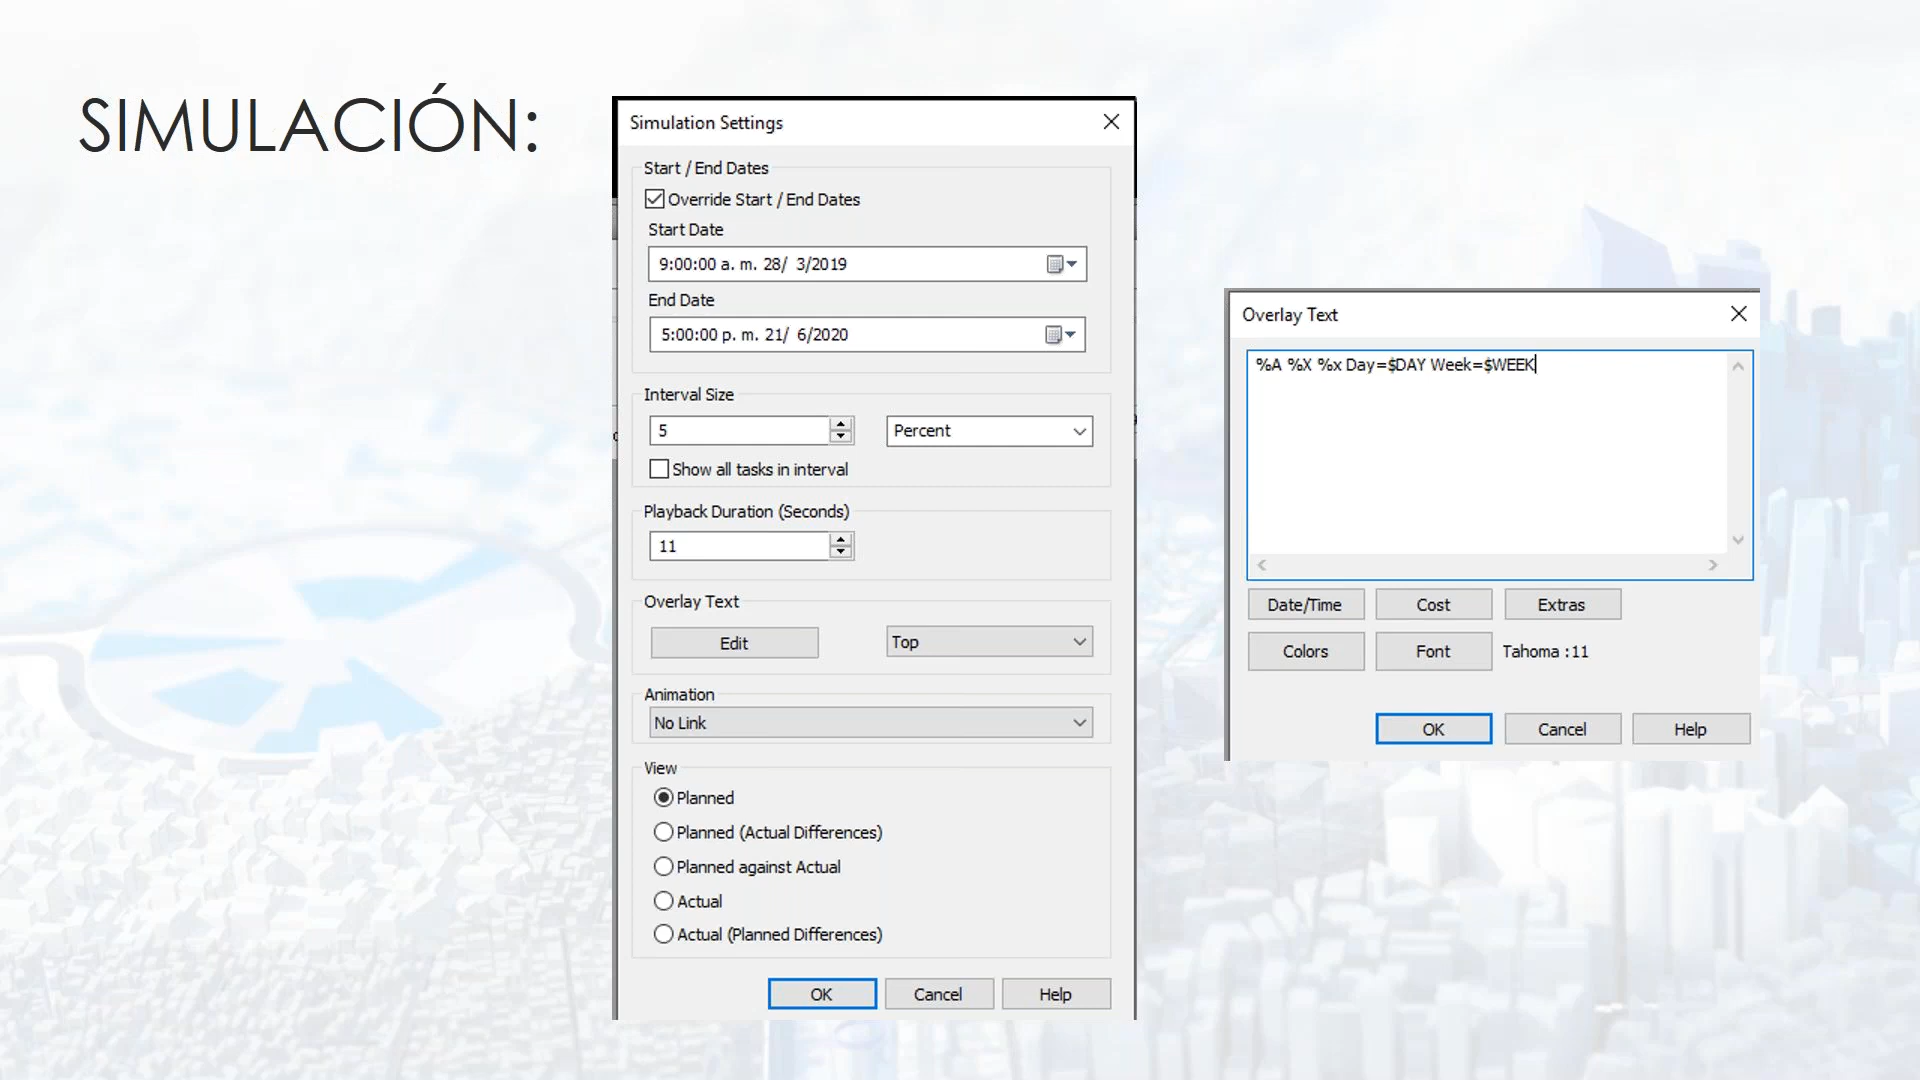 SIMULACIÓN:
Simulation Settings
Start / End Dates
Override Start / End Dates
Start Date
9:00:00 a. m. 28/ 3/2019
End Date
5:00:00 p. m. 21/ 6/2020
Interval Size
5
Percent
Show all tasks in interval
Playback Duration (Seconds)
11
Overlay Text
Edit
Top
Animation
No Link
View
Planned
Planned (Actual Differences)
Planned against Actual
Actual
Actual (Planned Differences)
OK
Cancel
Help
Overlay Text
%A %X %x Day=$DAY Week=$WEEK
Date/Time
Cost
Extras
Colors
Font
Tahoma :11
OK
Cancel
Help